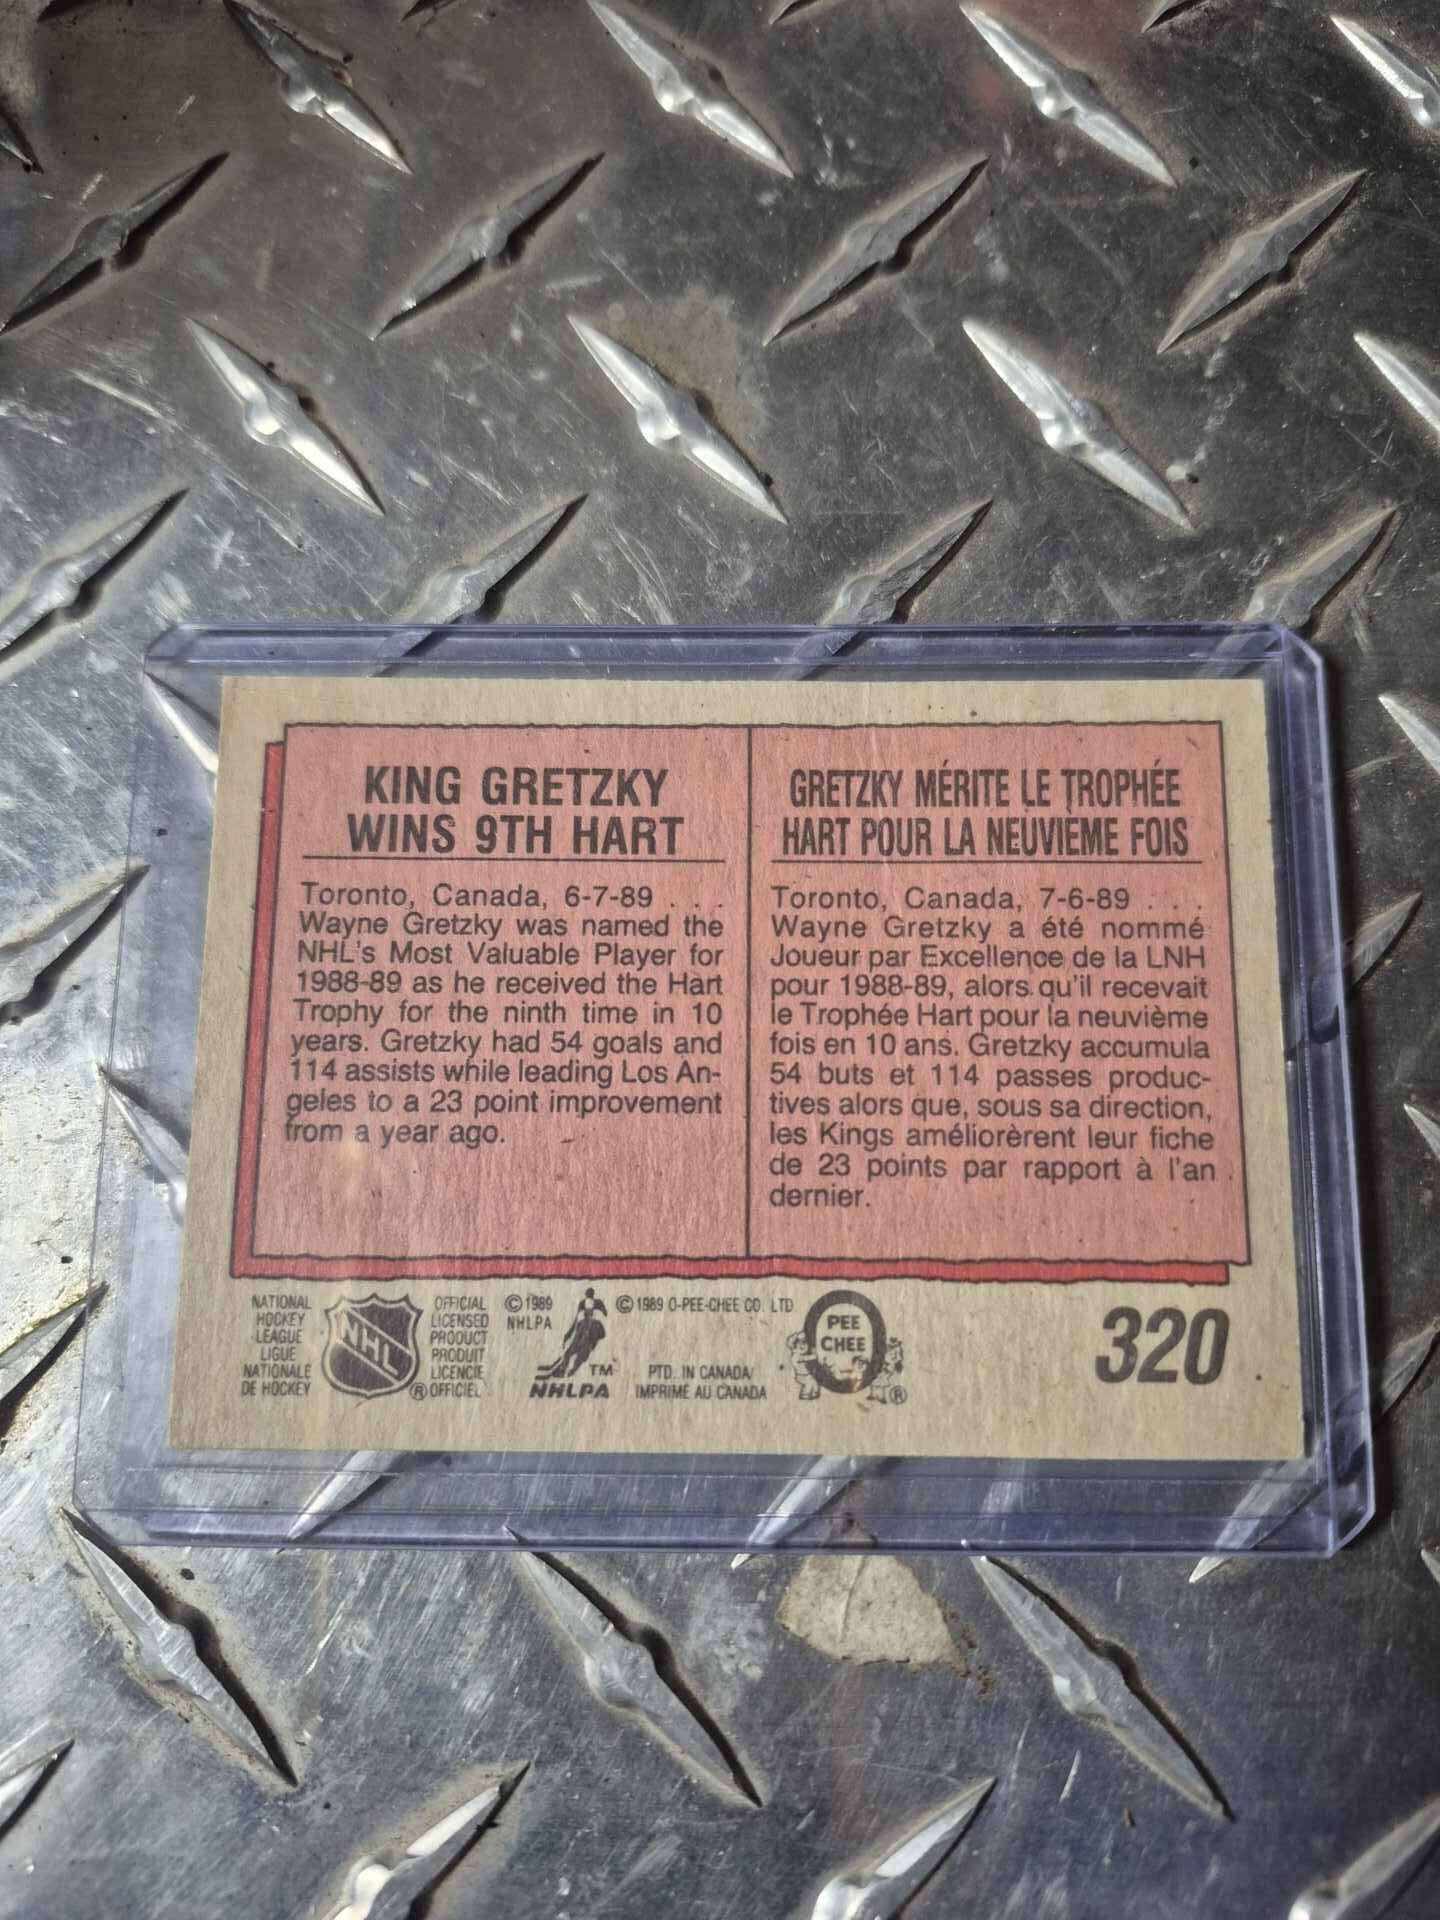 KING GRETZKY
WINS 9TH HART
Toronto, Canada, 6-7-89 . . .
Wayne Gretzky was named the
NHL's Most Valuable Player for
1988-89 as he received the Hart
Trophy for the ninth time in 10
years. Gretzky had 54 goals and
114 assists while leading Los An-
geles to a 23 point improvement
from a year ago.
GRETZKY MÉRITE LE TROPHÉE
HART POUR LA NEUVIÈME FOIS
Toronto, Canada, 7-6-89 . . .
Wayne Gretzky a été nommé
Joueur par Excellence de la LNH
pour 1988-89, alors qu'il recevait
le Trophée Hart pour la neuvième
fois en 10 ans. Gretzky accumula
54 buts et 114 passes produc-
tives alors que, sous sa direction,
les Kings améliorèrent leur fiche
de 23 points par rapport à l'an
dernier.
NATIONAL
HOCKEY
LEAGUE
LIGUE
NATIONALE
DE HOCKEY
NHL
®
OFFICIAL
LICENSED
PRODUCT
PRODUIT
LICENCIE
OFFICIEL
© 1989
NHLPA
TM
NHLPA
© 1989 O-PEE-CHEE CO. LTD
PTD. IN CANADA/
IMPRIMÉ AU CANADA
O
PEE
CHEE
®
320